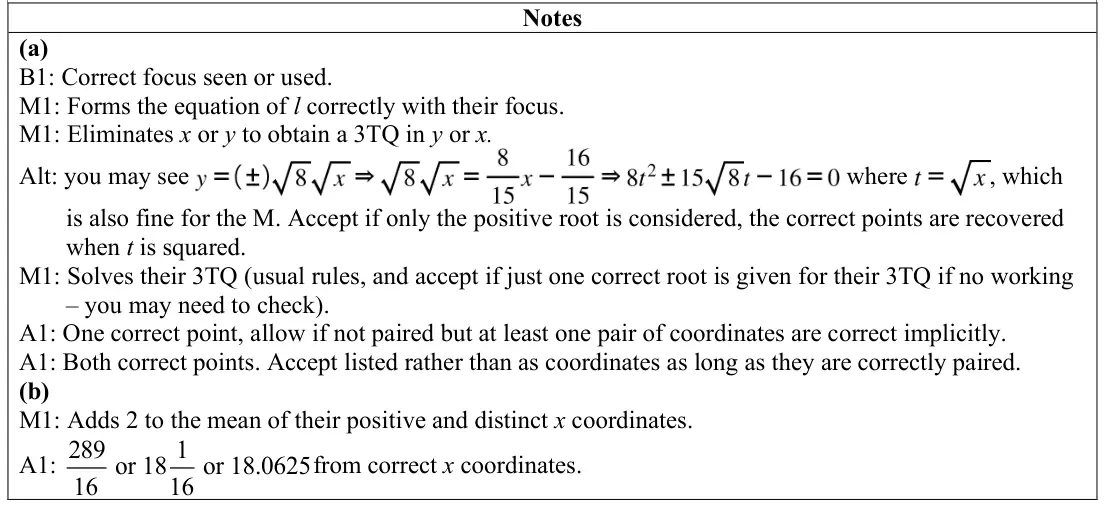 Notes
(a)
B1: Correct focus seen or used.
M1: Forms the equation of l correctly with their focus.
M1: Eliminates x or y to obtain a 3TQ in y or x.
Alt: you may see y = (±)√8√x ⇒ √8√x = 8/15 x − 16/15 ⇒ 8t² ± 15√8t − 16 = 0 where t = √x, which
is also fine for the M. Accept if only the positive root is considered, the correct points are recovered
when t is squared.
M1: Solves their 3TQ (usual rules, and accept if just one correct root is given for their 3TQ if no working
– you may need to check).
A1: One correct point, allow if not paired but at least one pair of coordinates are correct implicitly.
A1: Both correct points. Accept listed rather than as coordinates as long as they are correctly paired.
(b)
M1: Adds 2 to the mean of their positive and distinct x coordinates.
A1: 289/16 or 18 1/16 or 18.0625 from correct x coordinates.